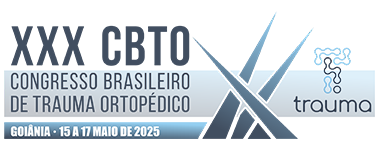 XXX CBTO
CONGRESSO BRASILEIRO
DE TRAUMA ORTOPÉDICO
GOIÂNIA · 15 A 17 MAIO DE 2025
trauma